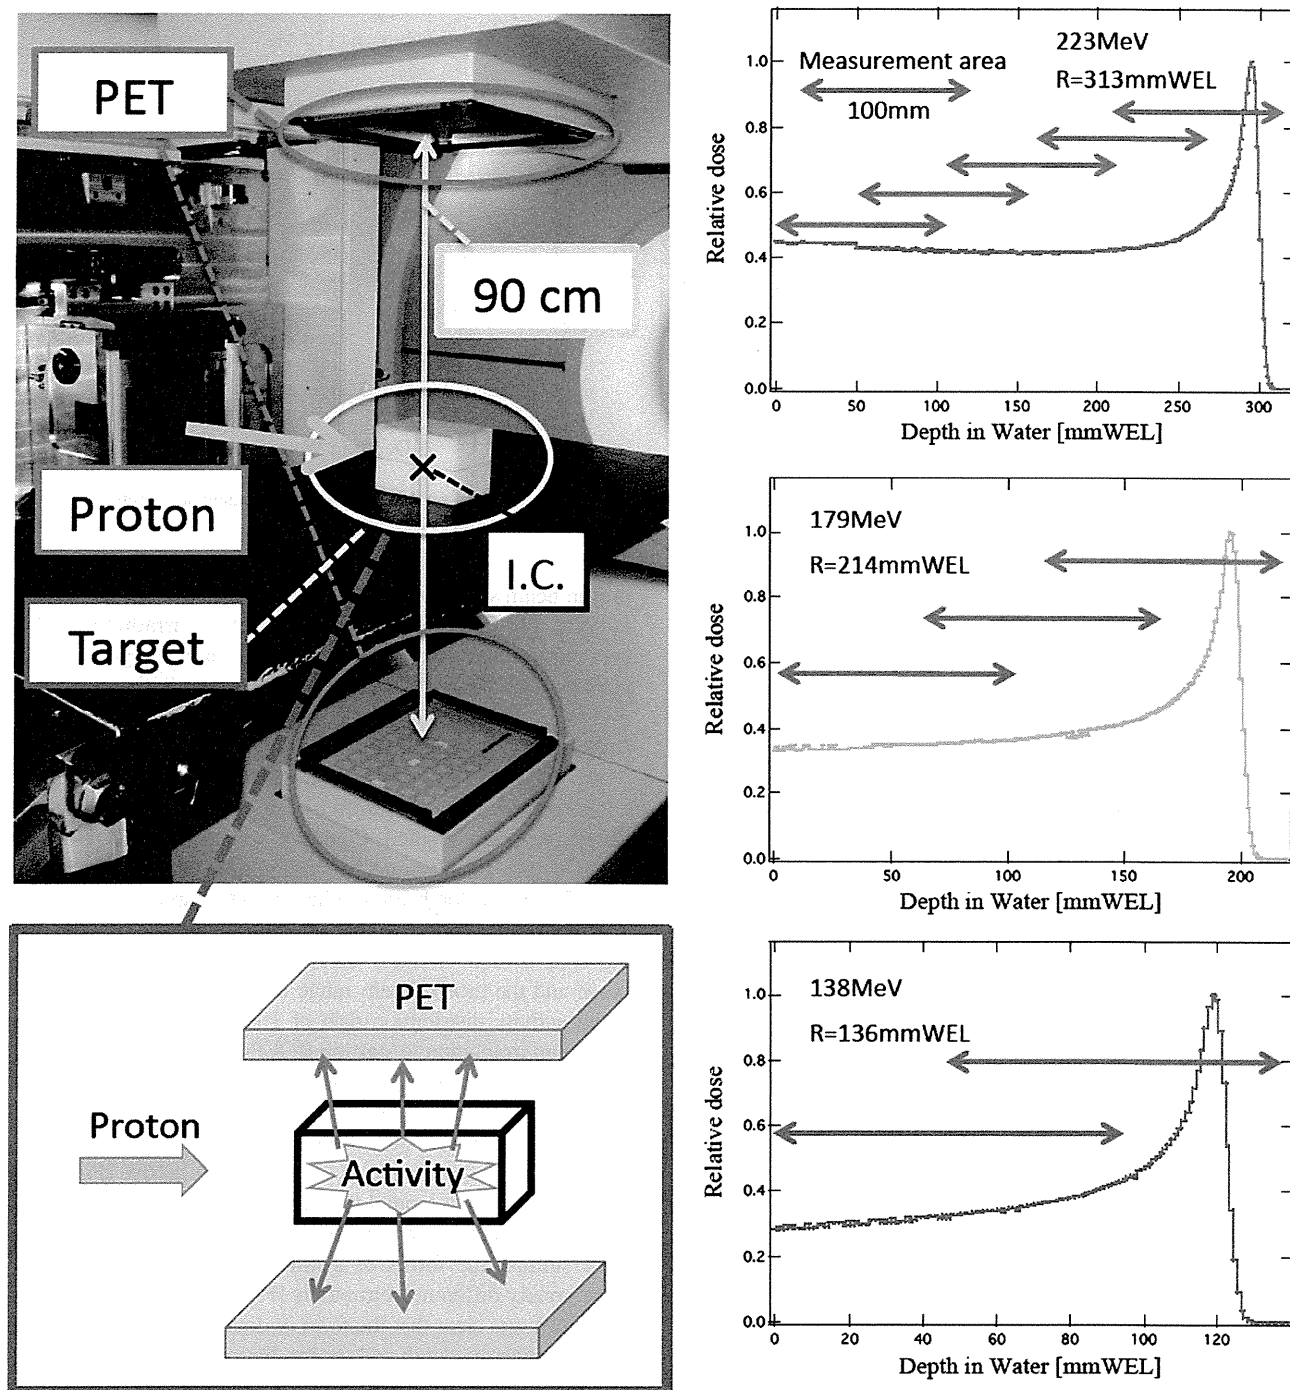 PET
90 cm
Proton
I.C.
Target
PET
Proton
Activity
223MeV
R=313mmWEL
Measurement area
100mm
Relative dose
1.0
0.8
0.6
0.4
0.2
0.0
0
50
100
150
200
250
300
Depth in Water [mmWEL]
179MeV
R=214mmWEL
Relative dose
1.0
0.8
0.6
0.4
0.2
0.0
0
50
100
150
200
Depth in Water [mmWEL]
138MeV
R=136mmWEL
Relative dose
1.0
0.8
0.6
0.4
0.2
0.0
0
20
40
60
80
100
120
Depth in Water [mmWEL]